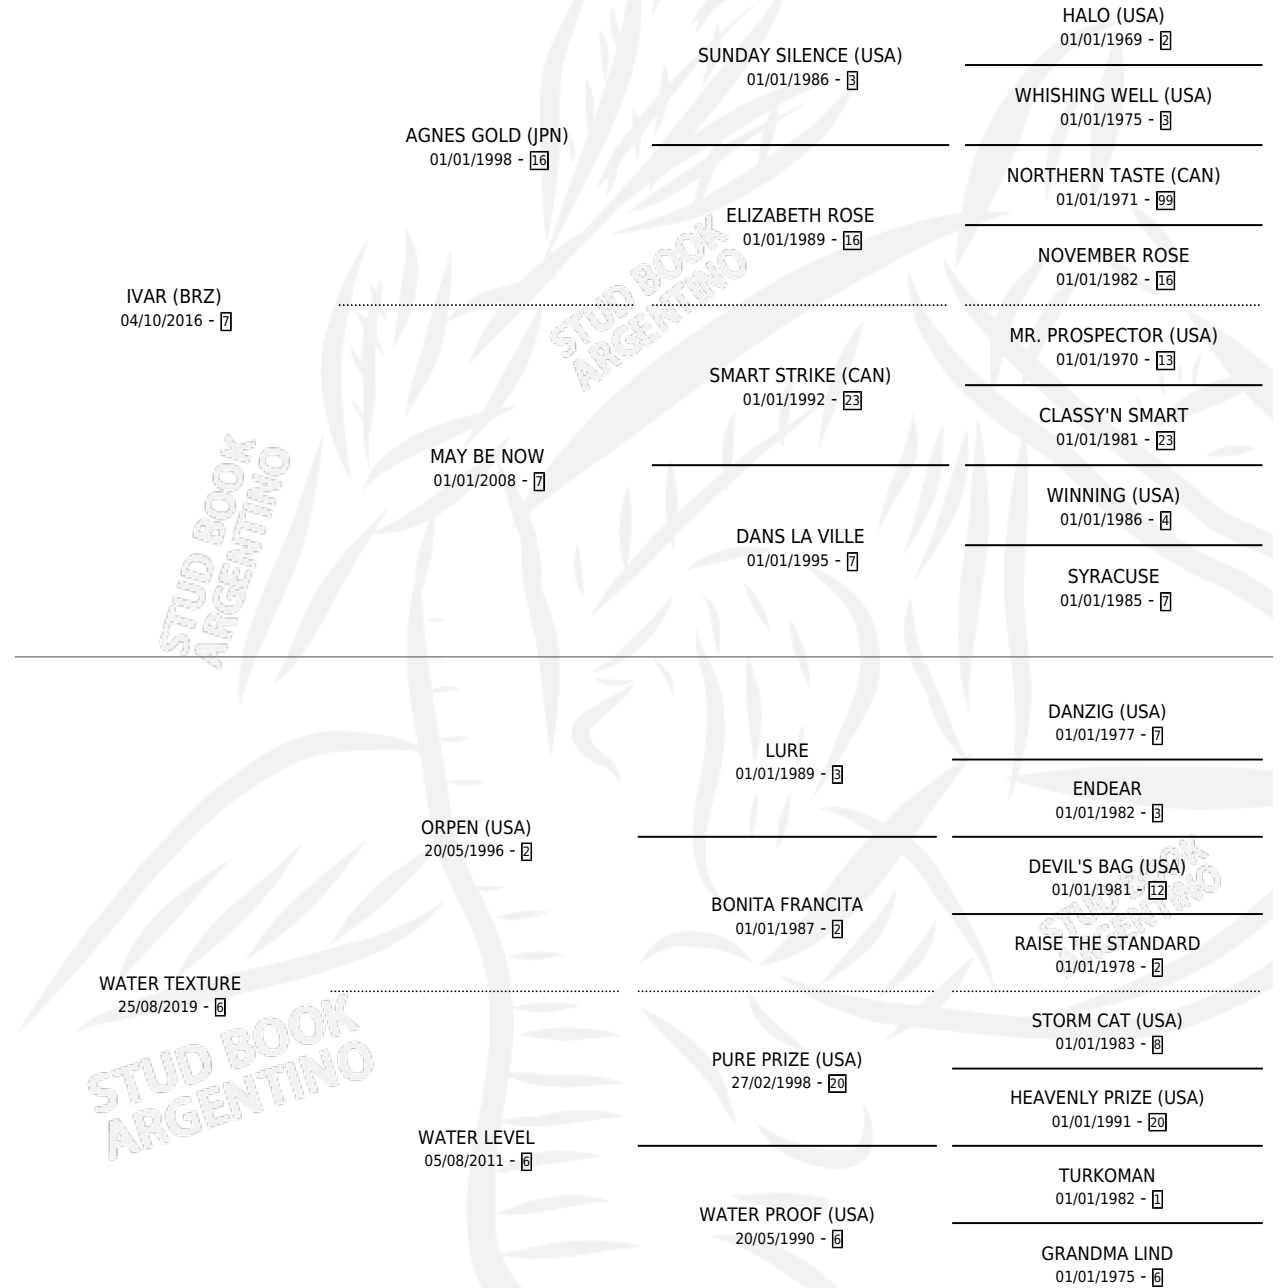 HALO (USA)
01/01/1969 - 2
SUNDAY SILENCE (USA)
01/01/1986 - 3
WHISHING WELL (USA)
01/01/1975 - 3
AGNES GOLD (JPN)
01/01/1998 - 16
NORTHERN TASTE (CAN)
01/01/1971 - 99
ELIZABETH ROSE
01/01/1989 - 16
NOVEMBER ROSE
01/01/1982 - 16
IVAR (BRZ)
04/10/2016 - 7
MR. PROSPECTOR (USA)
01/01/1970 - 13
SMART STRIKE (CAN)
01/01/1992 - 23
CLASSY'N SMART
01/01/1981 - 23
MAY BE NOW
01/01/2008 - 7
WINNING (USA)
01/01/1986 - 4
DANS LA VILLE
01/01/1995 - 7
SYRACUSE
01/01/1985 - 7
STUD BOOK
ARGENTINO
STUD BOOK
ARGENTINO
DANZIG (USA)
01/01/1977 - 7
LURE
01/01/1989 - 3
ENDEAR
01/01/1982 - 3
ORPEN (USA)
20/05/1996 - 2
DEVIL'S BAG (USA)
01/01/1981 - 12
BONITA FRANCITA
01/01/1987 - 2
RAISE THE STANDARD
01/01/1978 - 2
STUD BOOK
ARGENTINO
WATER TEXTURE
25/08/2019 - 6
STORM CAT (USA)
01/01/1983 - 8
PURE PRIZE (USA)
27/02/1998 - 20
HEAVENLY PRIZE (USA)
01/01/1991 - 20
WATER LEVEL
05/08/2011 - 6
TURKOMAN
01/01/1982 - 1
WATER PROOF (USA)
20/05/1990 - 6
GRANDMA LIND
01/01/1975 - 6
STUD BOOK
ARGENTINO